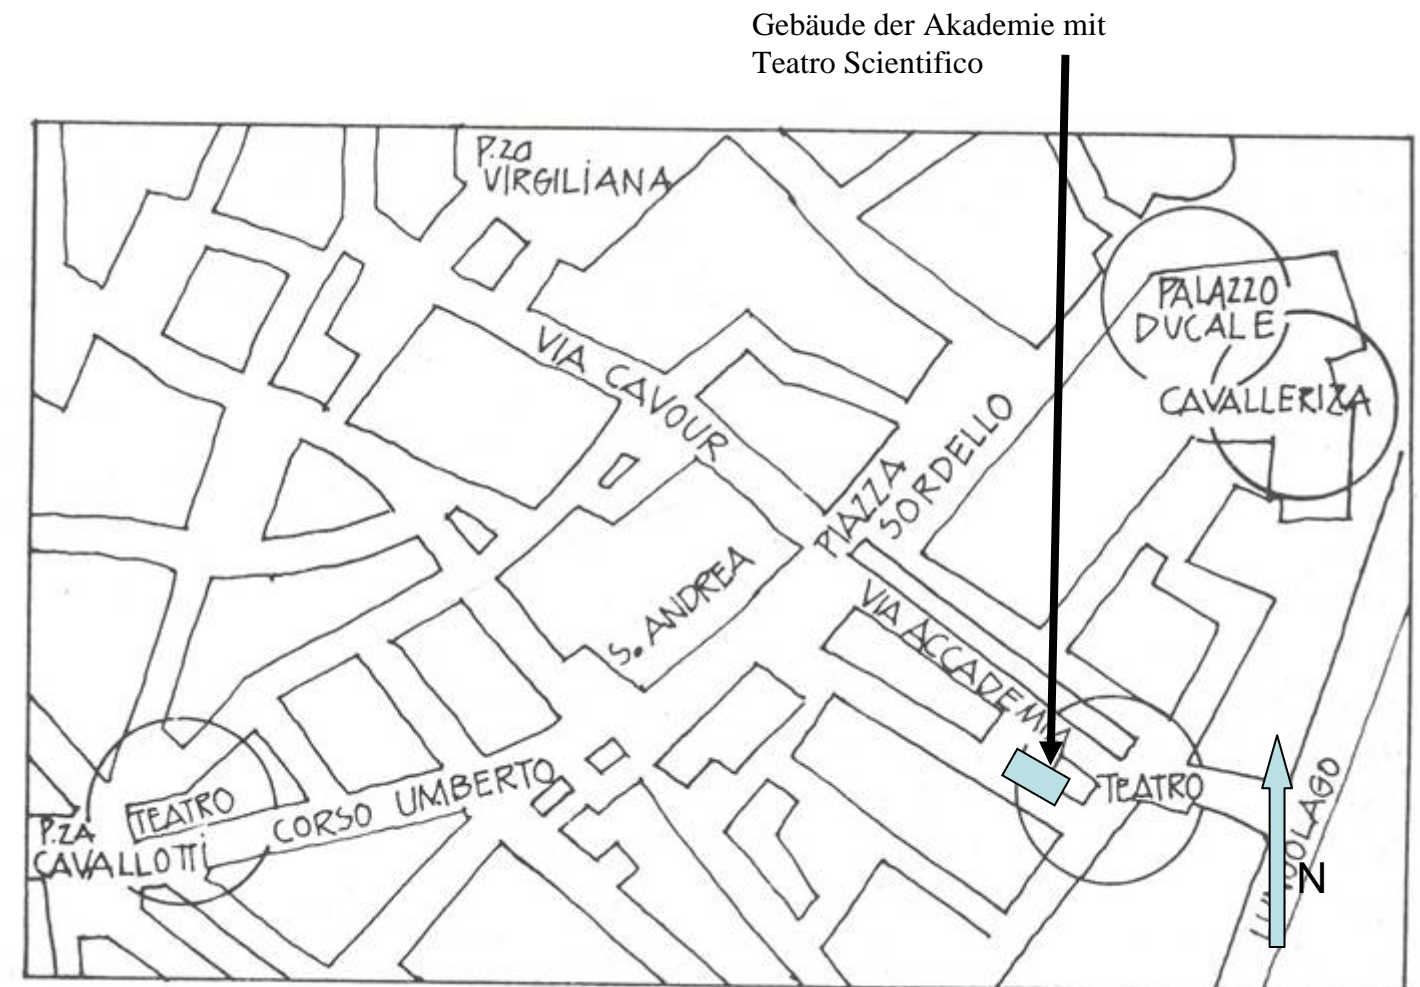 Gebäude der Akademie mit
Teatro Scientifico
P.ZO
VIRGILIANA
PALAZZO
DUCALE
CAVALLERIZA
VIA CAVOUR
PIAZZA
SORDELLO
S. ANDREA
VIA ACCADEMIA
TEATRO
TEATRO
CORSO UMBERTO
P.ZA
CAVALLOTTI
N